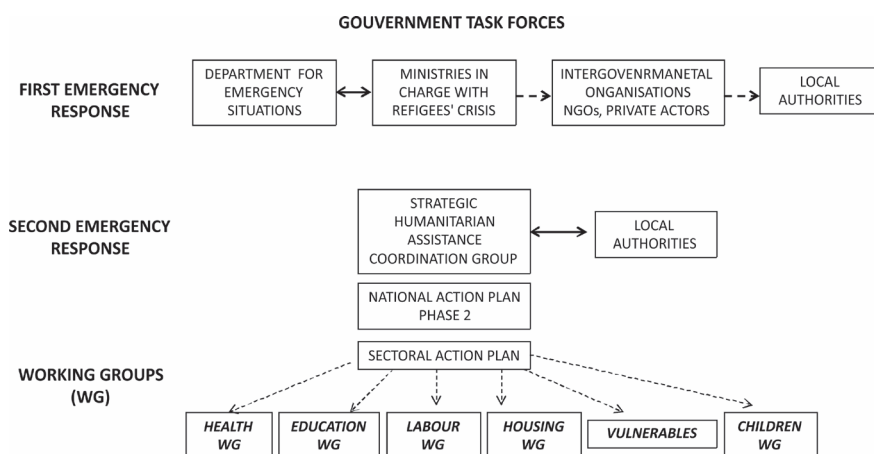 GOUVERNMENT TASK FORCES
FIRST EMERGENCY
RESPONSE
DEPARTMENT FOR
EMERGENCY
SITUATIONS
MINISTRIES IN
CHARGE WITH
REFIGEES' CRISIS
INTERGOVENRMANETAL
ORGANISATIONS
NGOs, PRIVATE ACTORS
LOCAL
AUTHORITIES
SECOND EMERGENCY
RESPONSE
STRATEGIC
HUMANITARIAN
ASSISTANCE
COORDINATION GROUP
LOCAL
AUTHORITIES
NATIONAL ACTION PLAN
PHASE 2
SECTORAL ACTION PLAN
WORKING GROUPS
(WG)
HEALTH
WG
EDUCATION
WG
LABOUR
WG
HOUSING
WG
VULNERABLES
CHILDREN
WG